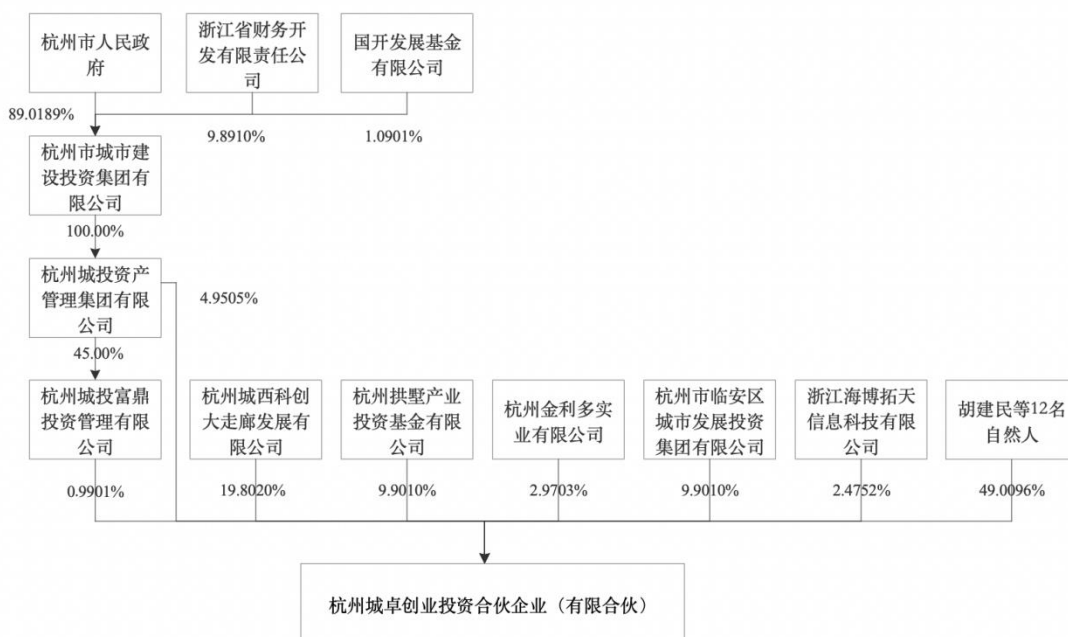 杭州市人民政
府
浙江省财务开
发有限责任公
司
国开发展基金
有限公司
89.0189%
9.8910%
1.0901%
杭州市城市建
设投资集团有
限公司
100.00%
杭州城投资产
管理集团有限
公司
4.9505%
45.00%
杭州城投富鼎
投资管理有限
公司
杭州城西科创
大走廊发展有
限公司
杭州拱墅产业
投资基金有限
公司
杭州金利多实
业有限公司
杭州市临安区
城市发展投资
集团有限公司
浙江海博拓天
信息科技有限
公司
胡建民等12名
自然人
0.9901%
19.8020%
9.9010%
2.9703%
9.9010%
2.4752%
49.0096%
杭州城卓创业投资合伙企业（有限合伙）